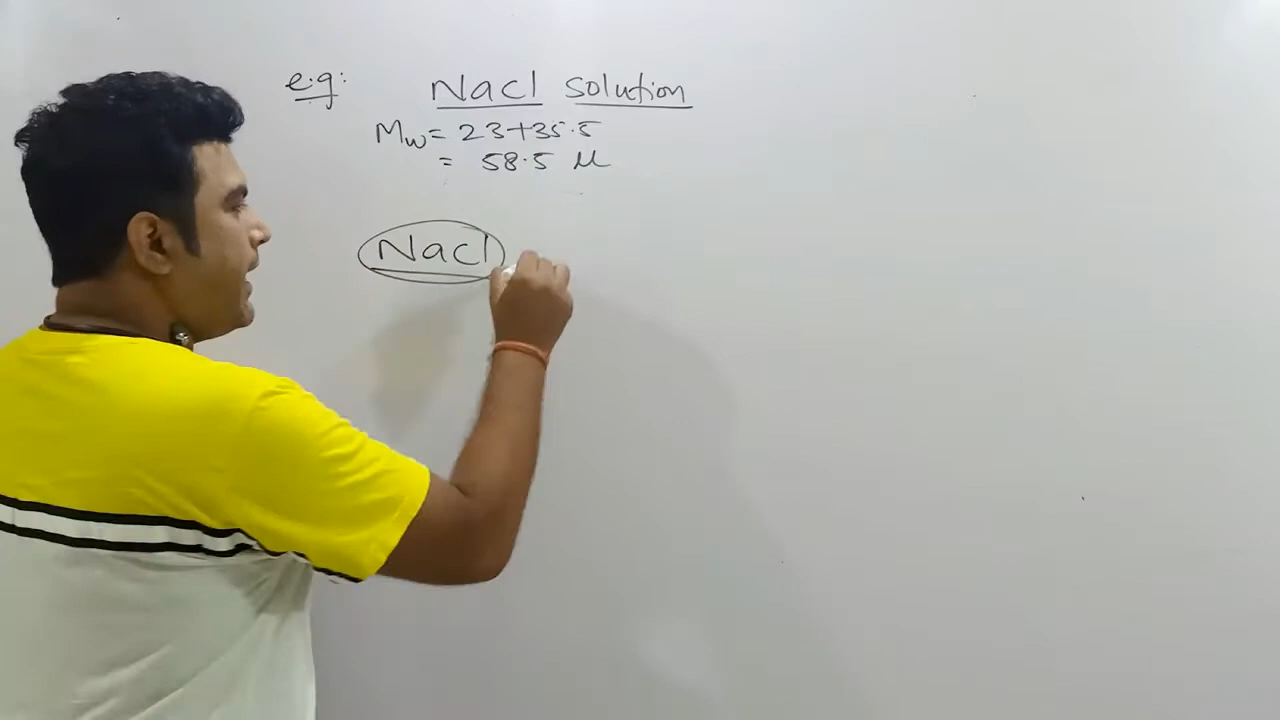 e.g: Nacl solution
Mw = 23+35.5
= 58.5 u
Nacl